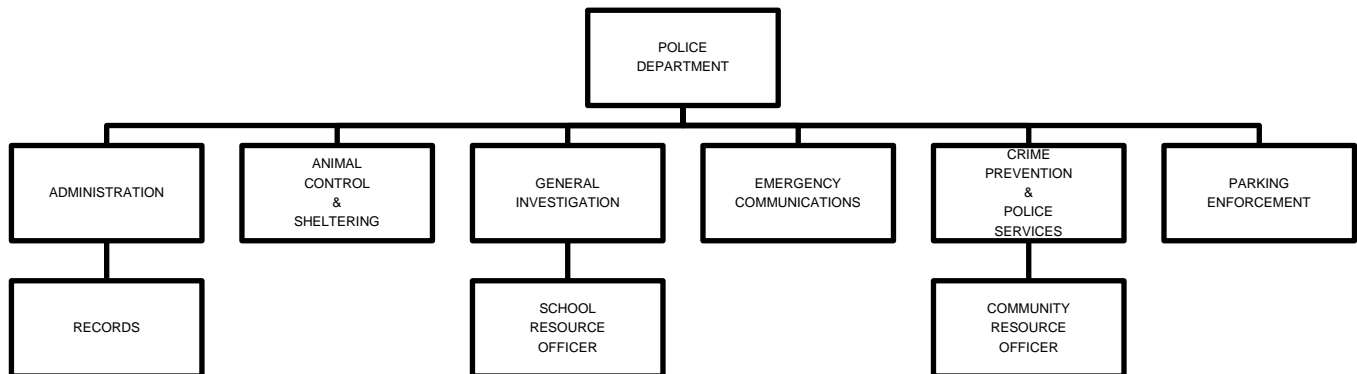 POLICE
DEPARTMENT
ADMINISTRATION
ANIMAL
CONTROL
&
SHELTERING
GENERAL
INVESTIGATION
EMERGENCY
COMMUNICATIONS
CRIME
PREVENTION
&
POLICE
SERVICES
PARKING
ENFORCEMENT
RECORDS
SCHOOL
RESOURCE
OFFICER
COMMUNITY
RESOURCE
OFFICER